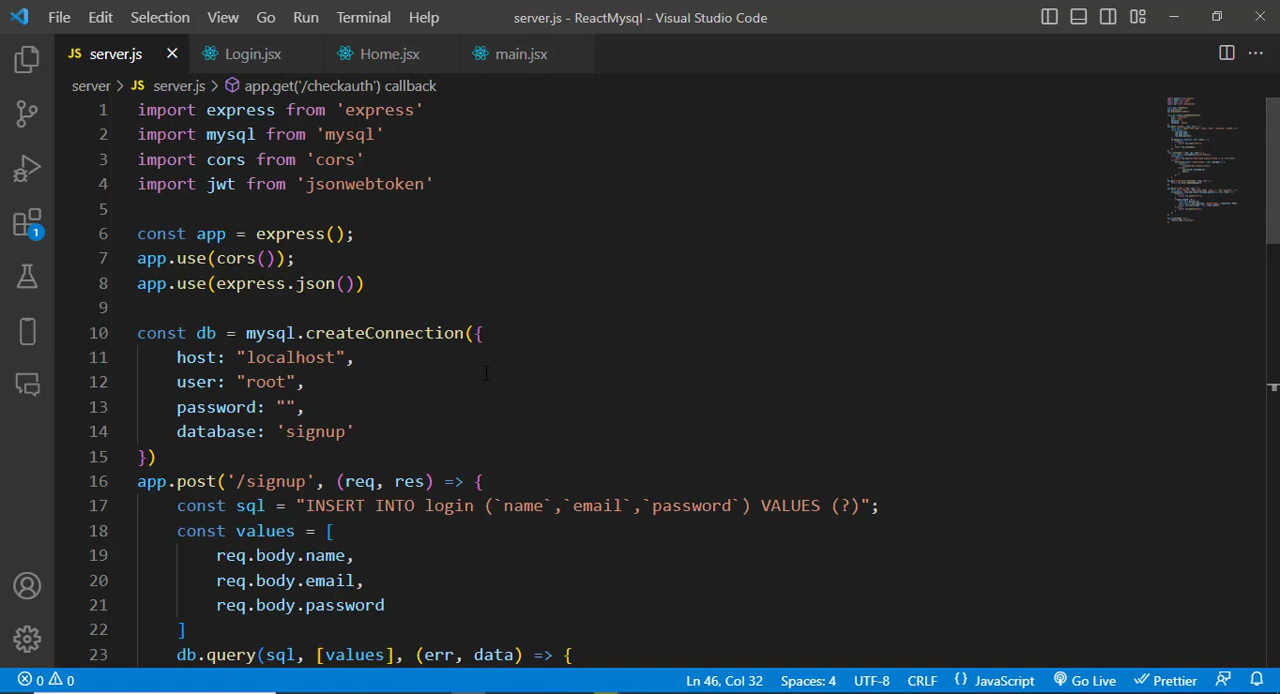 File Edit Selection View Go Run Terminal Help server.js - ReactMysql - Visual Studio Code
JS server.js Login.jsx Home.jsx main.jsx
server > JS server.js > app.get('/checkauth') callback
1 import express from 'express'
2 import mysql from 'mysql'
3 import cors from 'cors'
4 import jwt from 'jsonwebtoken'
5
6 const app = express();
7 app.use(cors());
8 app.use(express.json())
9
10 const db = mysql.createConnection({
11 host: "localhost",
12 user: "root",
13 password: "",
14 database: 'signup'
15 })
16 app.post('/signup', (req, res) => {
17 const sql = "INSERT INTO login (`name`,`email`,`password`) VALUES (?)";
18 const values = [
19 req.body.name,
20 req.body.email,
21 req.body.password
22 ]
23 db.query(sql, [values], (err, data) => {
1
0 0 Ln 46, Col 32 Spaces: 4 UTF-8 CRLF {} JavaScript Go Live Prettier